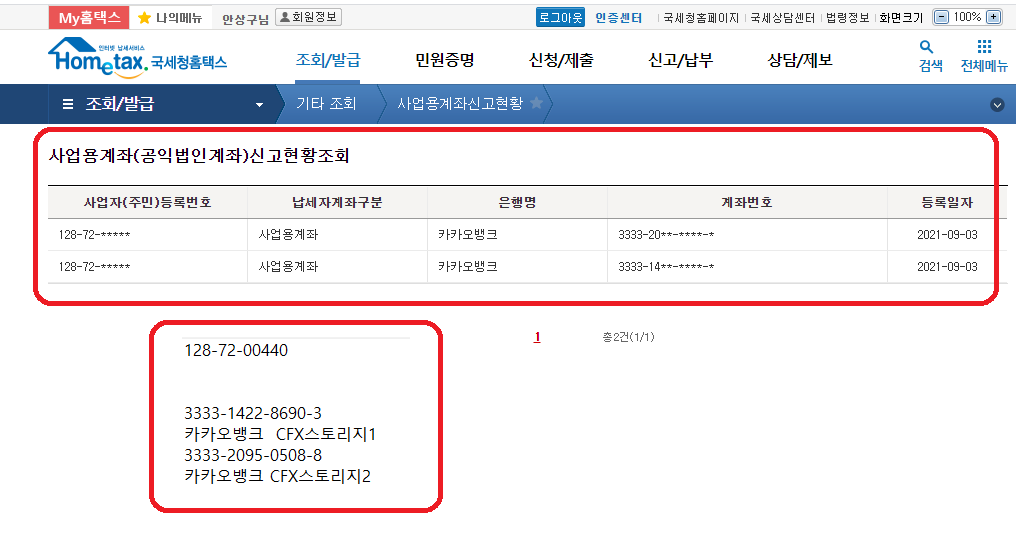 My홈택스 나의메뉴 안상구님 회원정보 로그아웃 인증센터 국세청홈페이지 국세상담센터 법령정보 화면크기 100%
인터넷 납세서비스
Hometax. 국세청홈택스 조회/발급 민원증명 신청/제출 신고/납부 상담/제보 검색 전체메뉴
조회/발급 기타 조회 사업용계좌신고현황
사업용계좌(공익법인계좌)신고현황조회
사업자(주민)등록번호 납세자계좌구분 은행명 계좌번호 등록일자
128-72-***** 사업용계좌 카카오뱅크 3333-20**-****-* 2021-09-03
128-72-***** 사업용계좌 카카오뱅크 3333-14**-****-* 2021-09-03
1 총2건(1/1)
128-72-00440
3333-1422-8690-3
카카오뱅크 CFX스토리지1
3333-2095-0508-8
카카오뱅크 CFX스토리지2